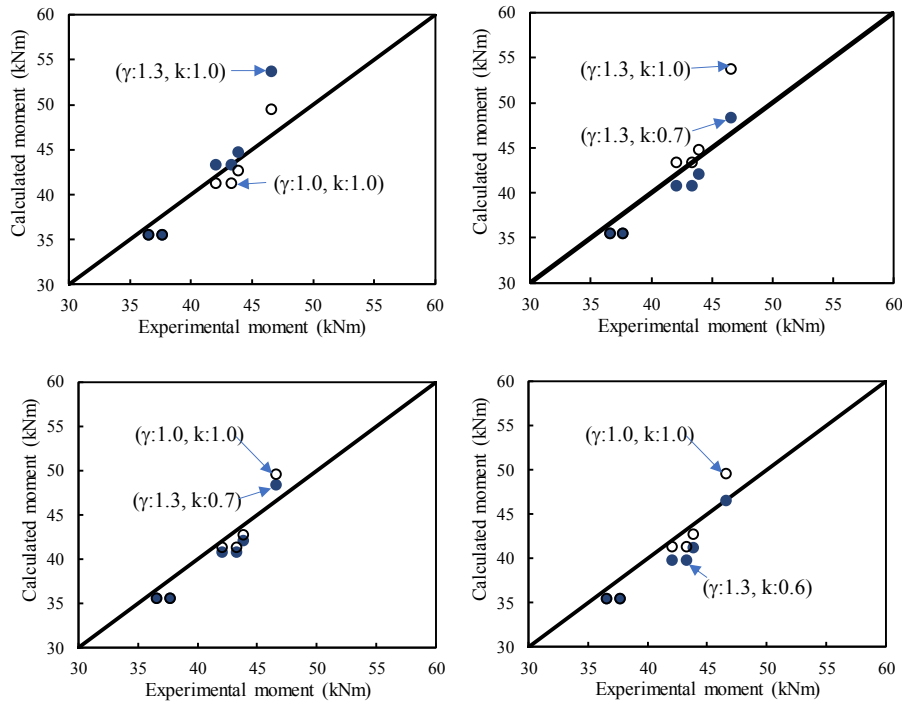 60
55
50
45
40
35
30
30 35 40 45 50 55 60
Calculated moment (kNm)
Experimental moment (kNm)
(γ:1.3, k:1.0)
(γ:1.0, k:1.0)
60
55
50
45
40
35
30
30 35 40 45 50 55 60
Calculated moment (kNm)
Experimental moment (kNm)
(γ:1.3, k:1.0)
(γ:1.3, k:0.7)
60
55
50
45
40
35
30
30 35 40 45 50 55 60
Calculated moment (kNm)
Experimental moment (kNm)
(γ:1.0, k:1.0)
(γ:1.3, k:0.7)
60
55
50
45
40
35
30
30 35 40 45 50 55 60
Calculated moment (kNm)
Experimental moment (kNm)
(γ:1.0, k:1.0)
(γ:1.3, k:0.6)